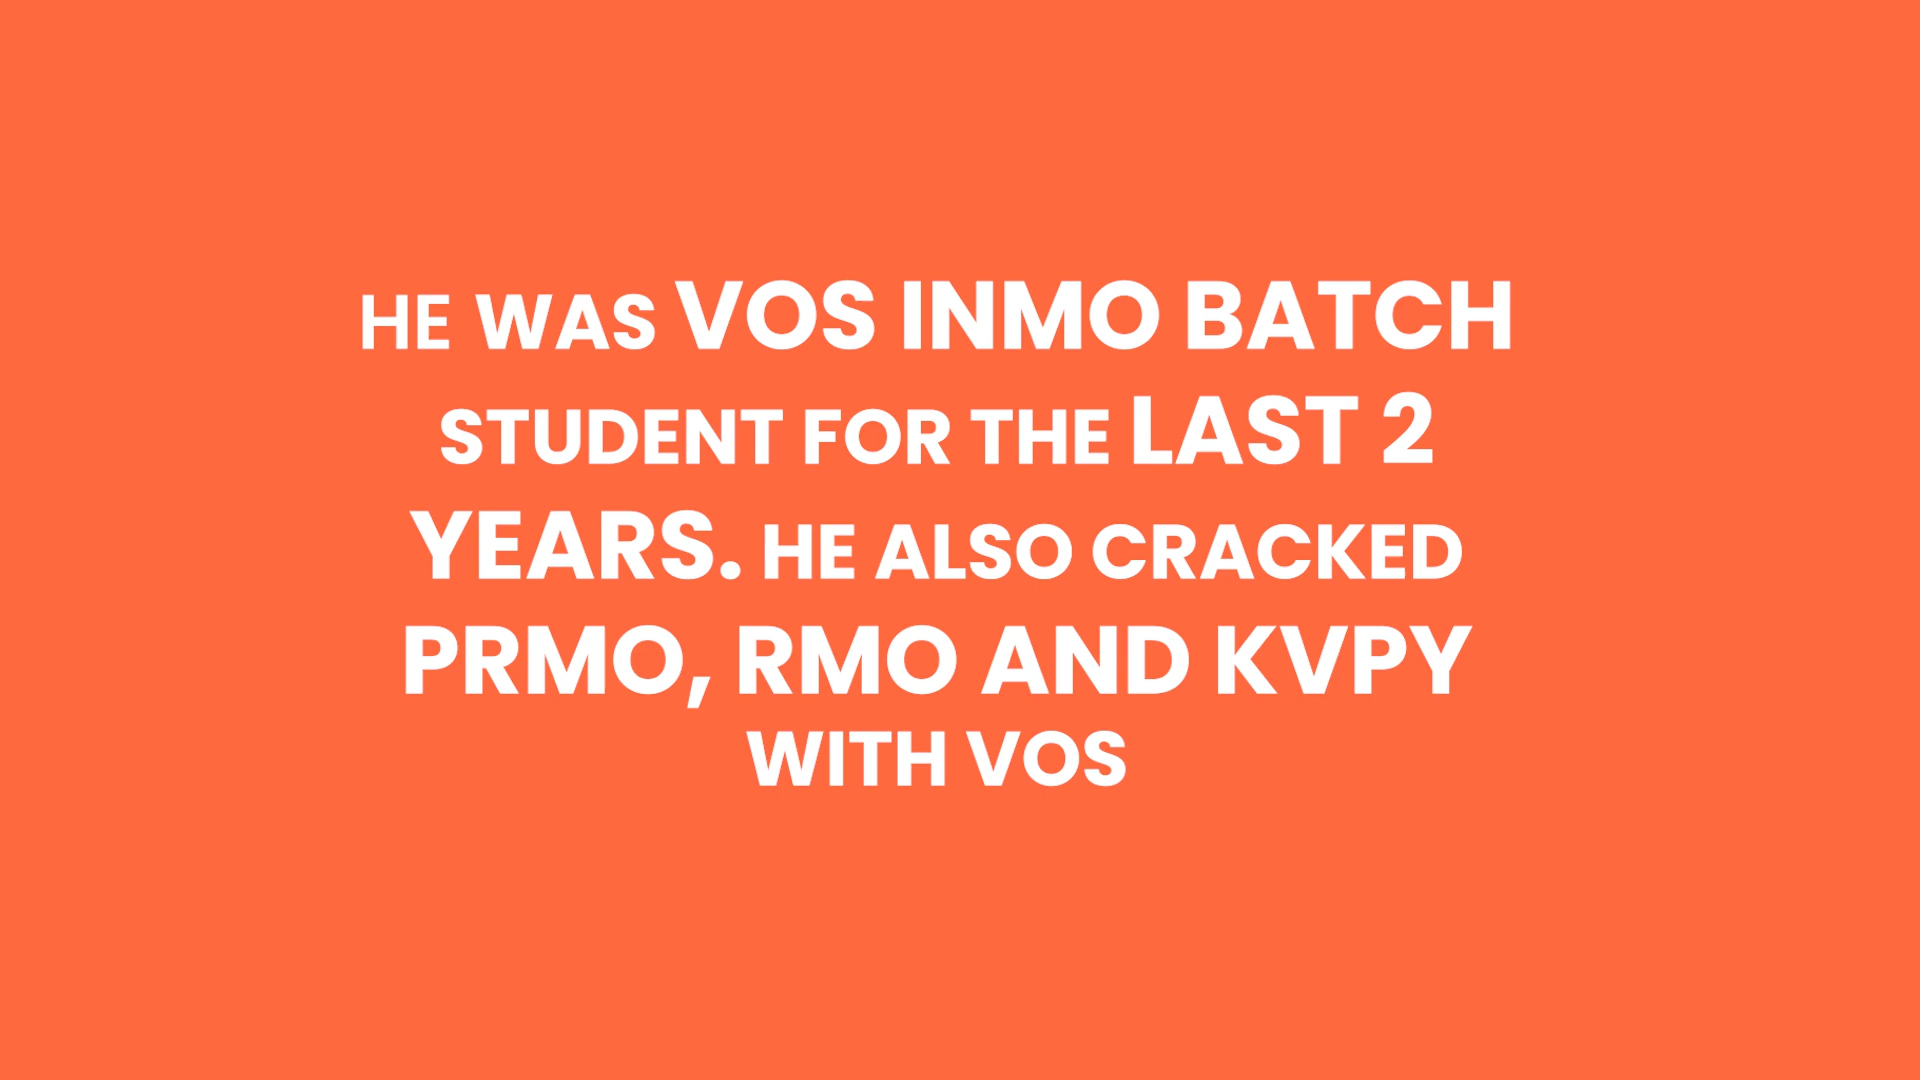 HE WAS VOS INMO BATCH
STUDENT FOR THE LAST 2
YEARS. HE ALSO CRACKED
PRMO, RMO AND KVPY
WITH VOS